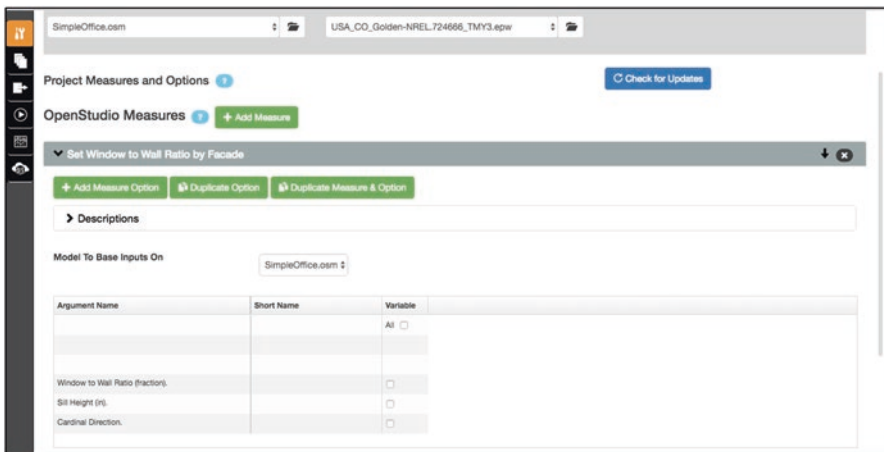 SimpleOffice.osm USA_CO_Golden-NREL.724666_TMY3.epw
Project Measures and Options ? Check for Updates
OpenStudio Measures ? + Add Measure
Set Window to Wall Ratio by Facade
+ Add Measure Option Duplicate Option Duplicate Measure & Option
Descriptions
Model To Base Inputs On SimpleOffice.osm
Argument Name Short Name Variable
All
Window to Wall Ratio (fraction).
Sill Height (in).
Cardinal Direction.